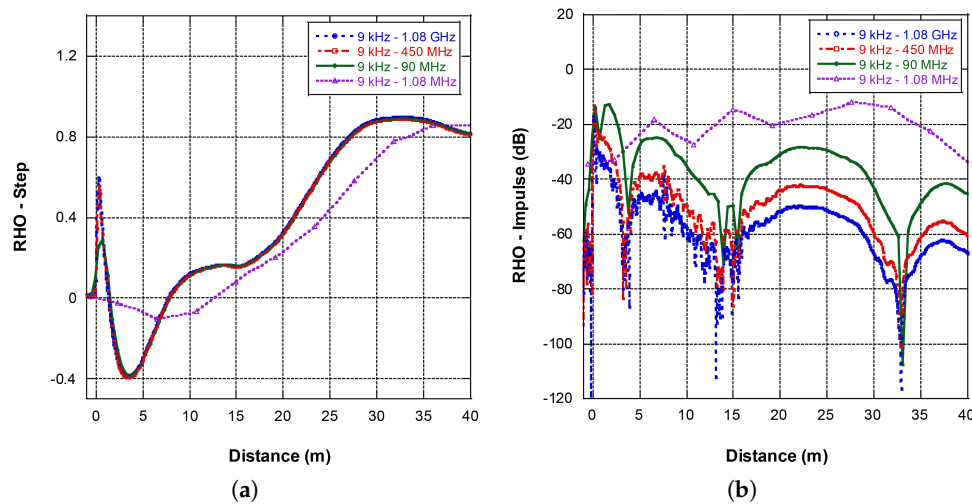 1.2
0.8
0.4
0
-0.4
RHO - Step
9 kHz - 1.08 GHz
9 kHz - 450 MHz
9 kHz - 90 MHz
9 kHz - 1.08 MHz
0 5 10 15 20 25 30 35 40
Distance (m)
(a)
20
0
-20
-40
-60
-80
-100
-120
RHO - Impulse (dB)
9 kHz - 1.08 GHz
9 kHz - 450 MHz
9 kHz - 90 MHz
9 kHz - 1.08 MHz
0 5 10 15 20 25 30 35 40
Distance (m)
(b)